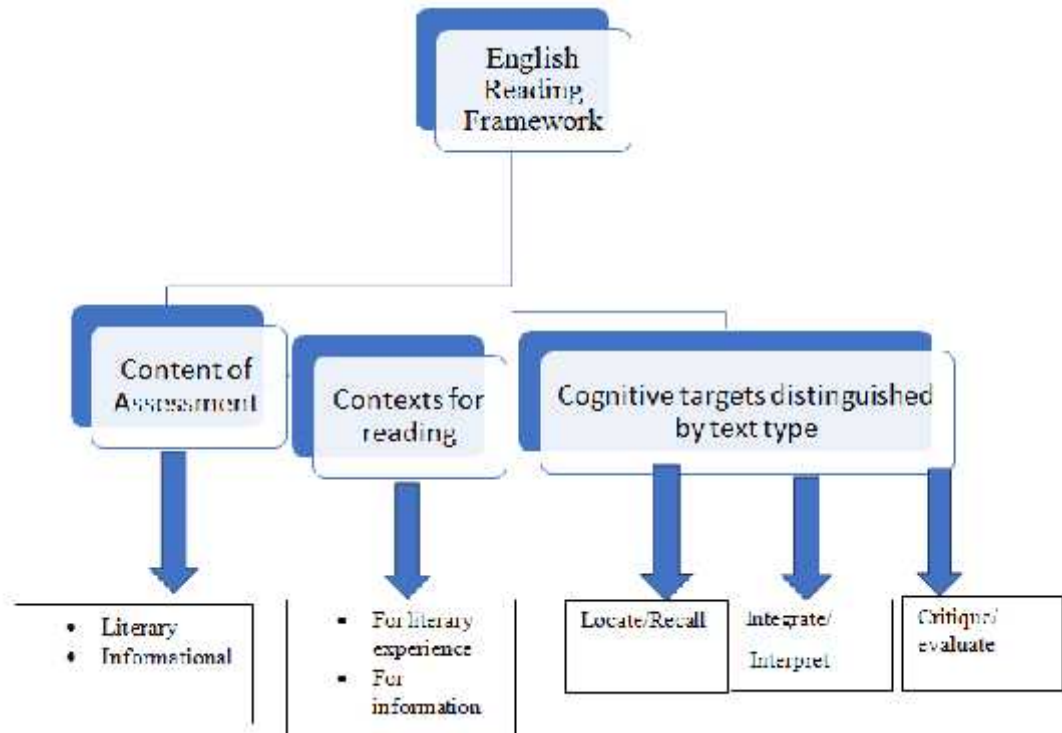 English
Reading
Framework
Content of
Assessment
Contexts for
reading
Cognitive targets distinguished
by text type
• Literary
• Informational
▪ For literary
experience
▪ For
information
Locate/Recall
Integrate/
Interpret
Critique/
evaluate